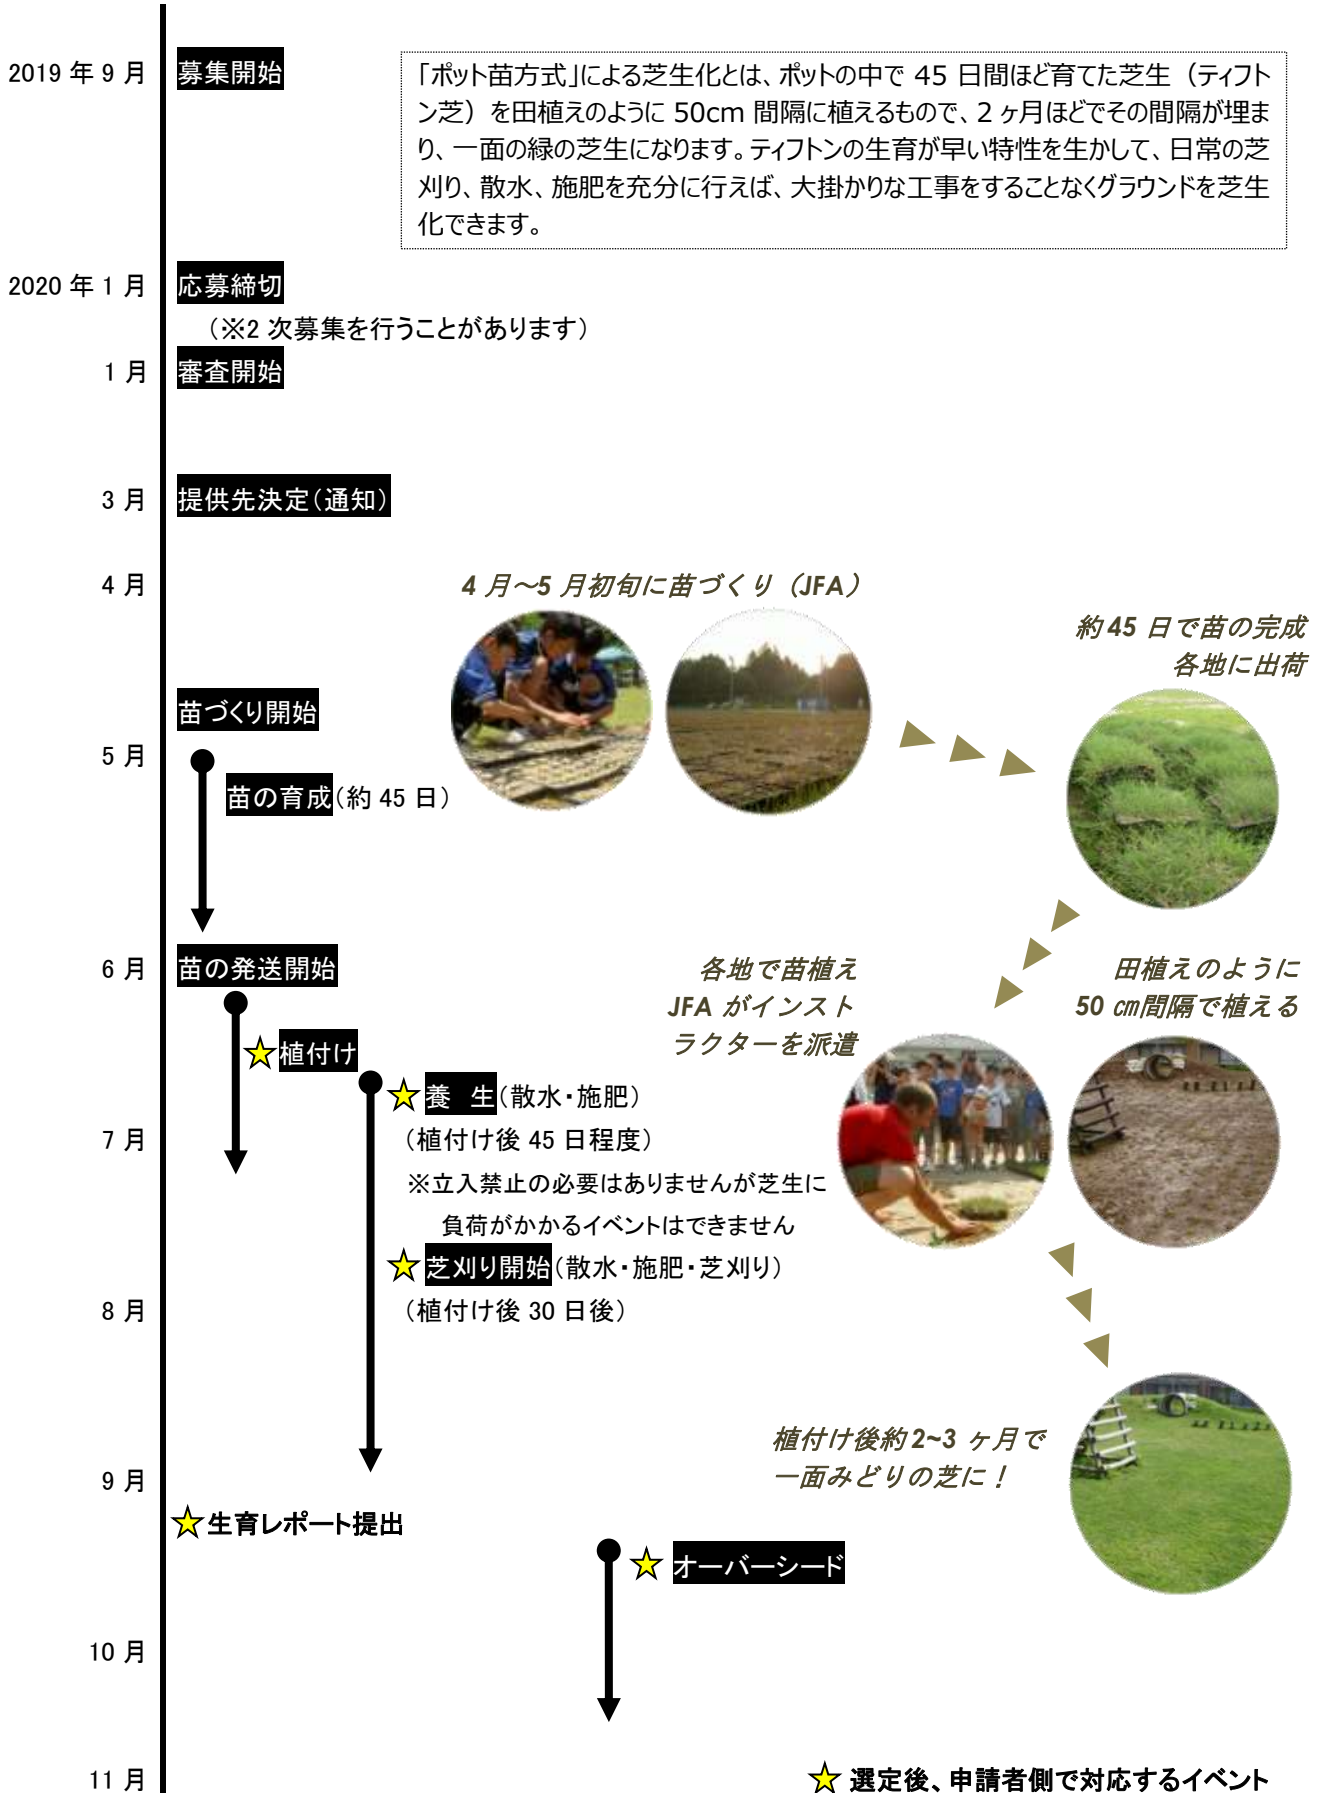 2019 年 9 月
募集開始
「ポット苗方式」による芝生化とは、ポットの中で 45 日間ほど育てた芝生（ティフト
ン芝）を田植えのように 50cm 間隔に植えるもので、2 ヶ月ほどでその間隔が埋ま
り、一面の緑の芝生になります。ティフトンの生育が早い特性を生かして、日常の芝
刈り、散水、施肥を充分に行えば、大掛かりな工事をすることなくグラウンドを芝生
化できます。
2020 年 1 月
応募締切
（※2 次募集を行うことがあります）
1 月
審査開始
3 月
提供先決定（通知）
4 月
4 月～5 月初旬に苗づくり（JFA）
約 45 日で苗の完成
各地に出荷
苗づくり開始
5 月
苗の育成（約 45 日）
6 月
苗の発送開始
各地で苗植え
JFA がインスト
ラクターを派遣
田植えのように
50 ㎝間隔で植える
☆植付け
☆養　生（散水・施肥）
7 月
（植付け後 45 日程度）
※立入禁止の必要はありませんが芝生に
負荷がかかるイベントはできません
☆芝刈り開始（散水・施肥・芝刈り）
8 月
（植付け後 30 日後）
植付け後約 2~3 ヶ月で
一面みどりの芝に！
9 月
☆生育レポート提出
☆オーバーシード
10 月
11 月
☆ 選定後、申請者側で対応するイベント